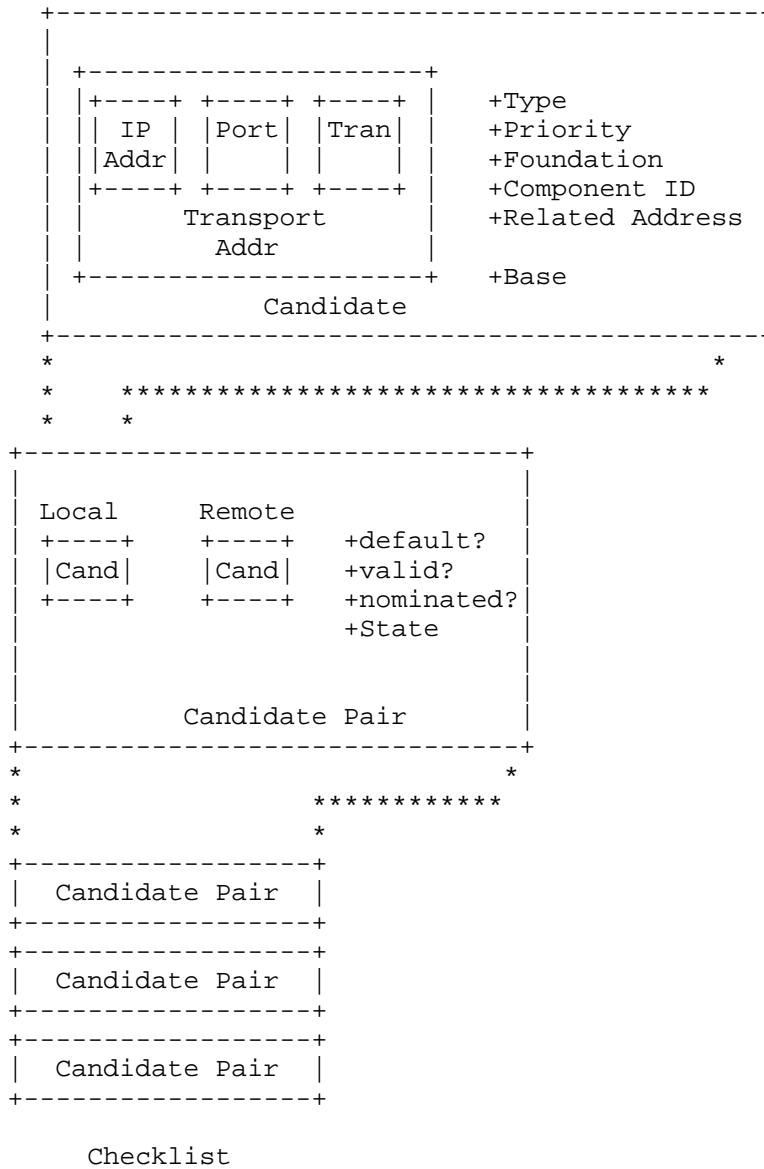 IP Port Tran +Type
Addr +Priority
+Foundation
+Component ID
Transport +Related Address
Addr
+Base
Candidate
Local Remote
+default?
Cand Cand +valid?
+nominated?
+State
Candidate Pair
Candidate Pair
Candidate Pair
Candidate Pair
Checklist